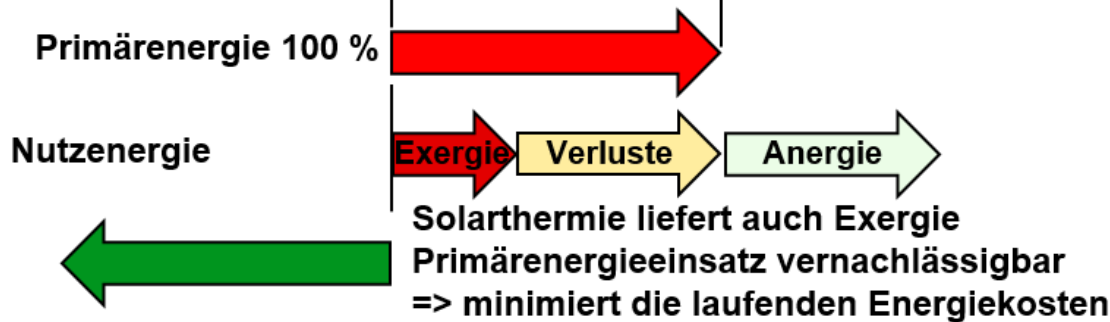 Primärenergie 100 %
Nutzenergie
Exergie
Verluste
Anergie
Solarthermie liefert auch Exergie
Primärenergieeinsatz vernachlässigbar
=> minimiert die laufenden Energiekosten